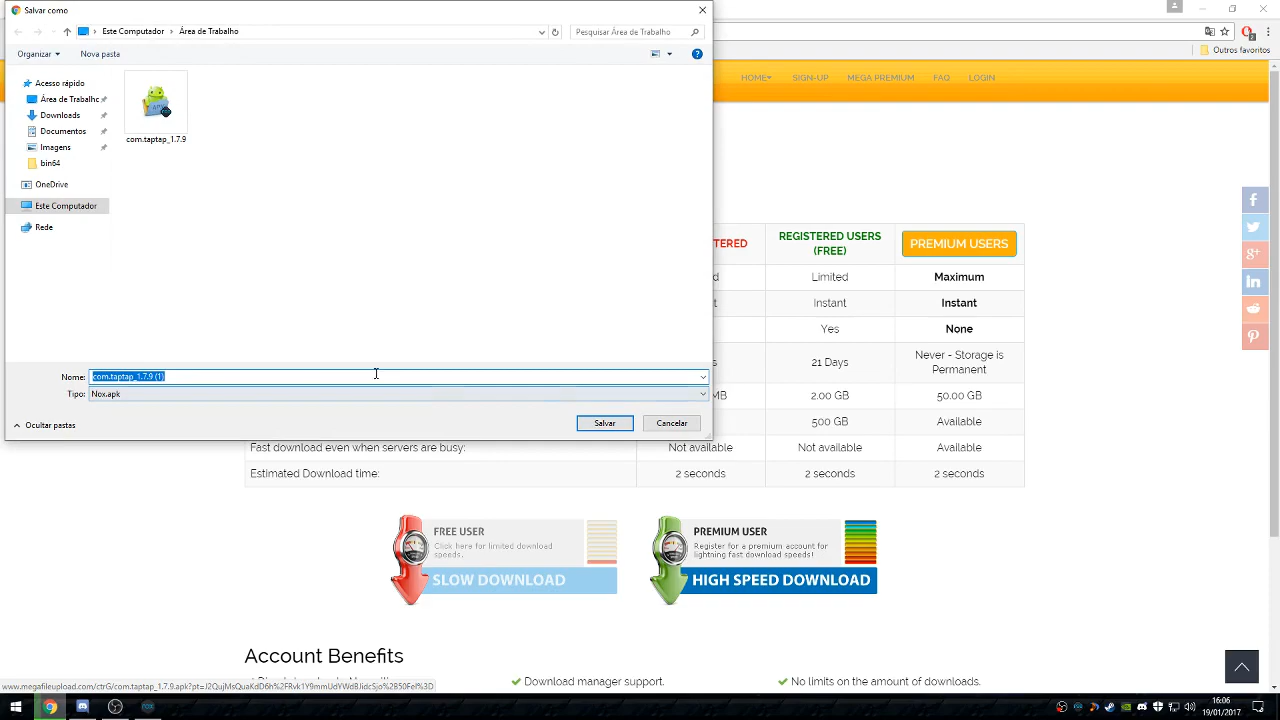 Salvar como
Este Computador > Área de Trabalho
Pesquisar Área de Trabalho
Organizar
Nova pasta
Acesso rápido
Área de Trabalho
Downloads
Documentos
Imagens
bin64
OneDrive
Este Computador
Rede
com.taptap_1.7.9
Nome: com.taptap_1.7.9 (1)
Tipo: Nox.apk
Ocultar pastas
Salvar
Cancelar
Outros favoritos
HOME
SIGN-UP
MEGA PREMIUM
FAQ
LOGIN
TERED
REGISTERED USERS (FREE)
PREMIUM USERS
d Limited Maximum
t Instant Instant
Yes None
s 21 Days Never - Storage is Permanent
MB 2.00 GB 50.00 GB
500 GB Available
Fast download even when servers are busy: Not available Not available Available
Estimated Download time: 2 seconds 2 seconds 2 seconds
FREE USER
Click here for limited download speeds.
SLOW DOWNLOAD
PREMIUM USER
Register for a premium account for lightning fast download speeds!
HIGH SPEED DOWNLOAD
Account Benefits
Download manager support.
No limits on the amount of downloads.
16:06
19/01/2017